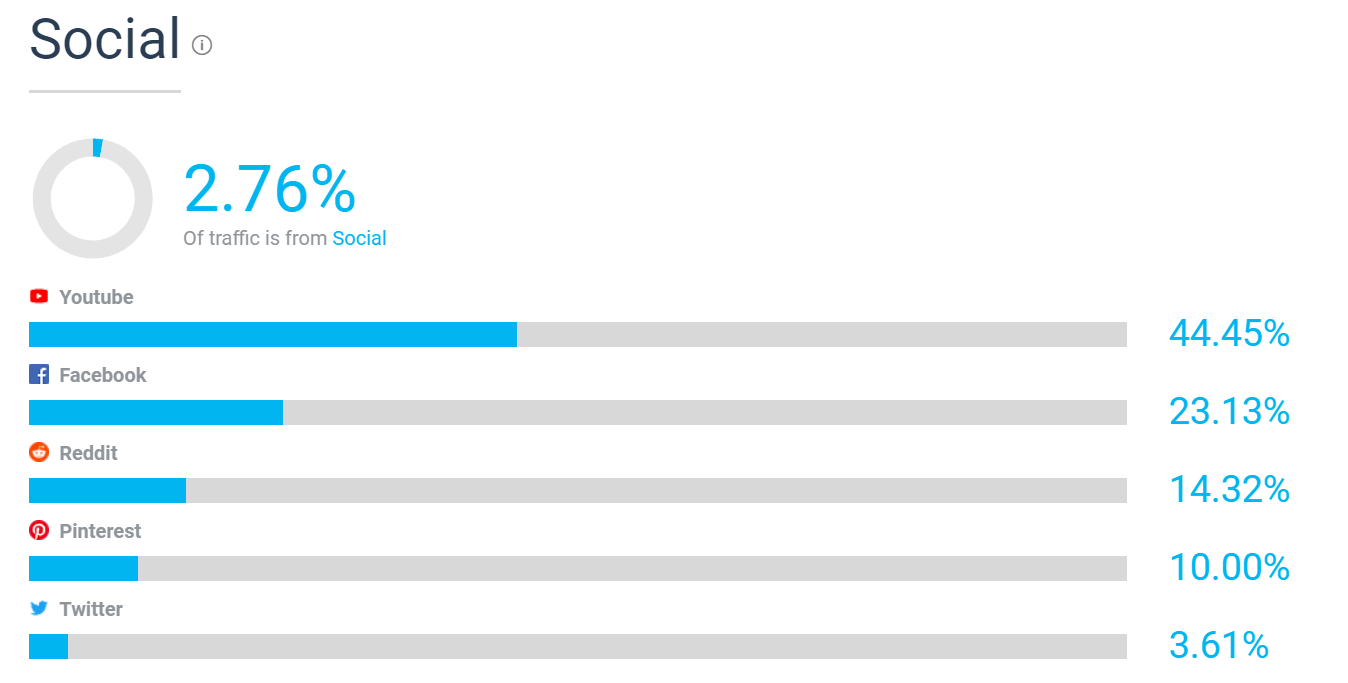 Social
2.76%
Of traffic is from Social
Youtube
44.45%
Facebook
23.13%
Reddit
14.32%
Pinterest
10.00%
Twitter
3.61%